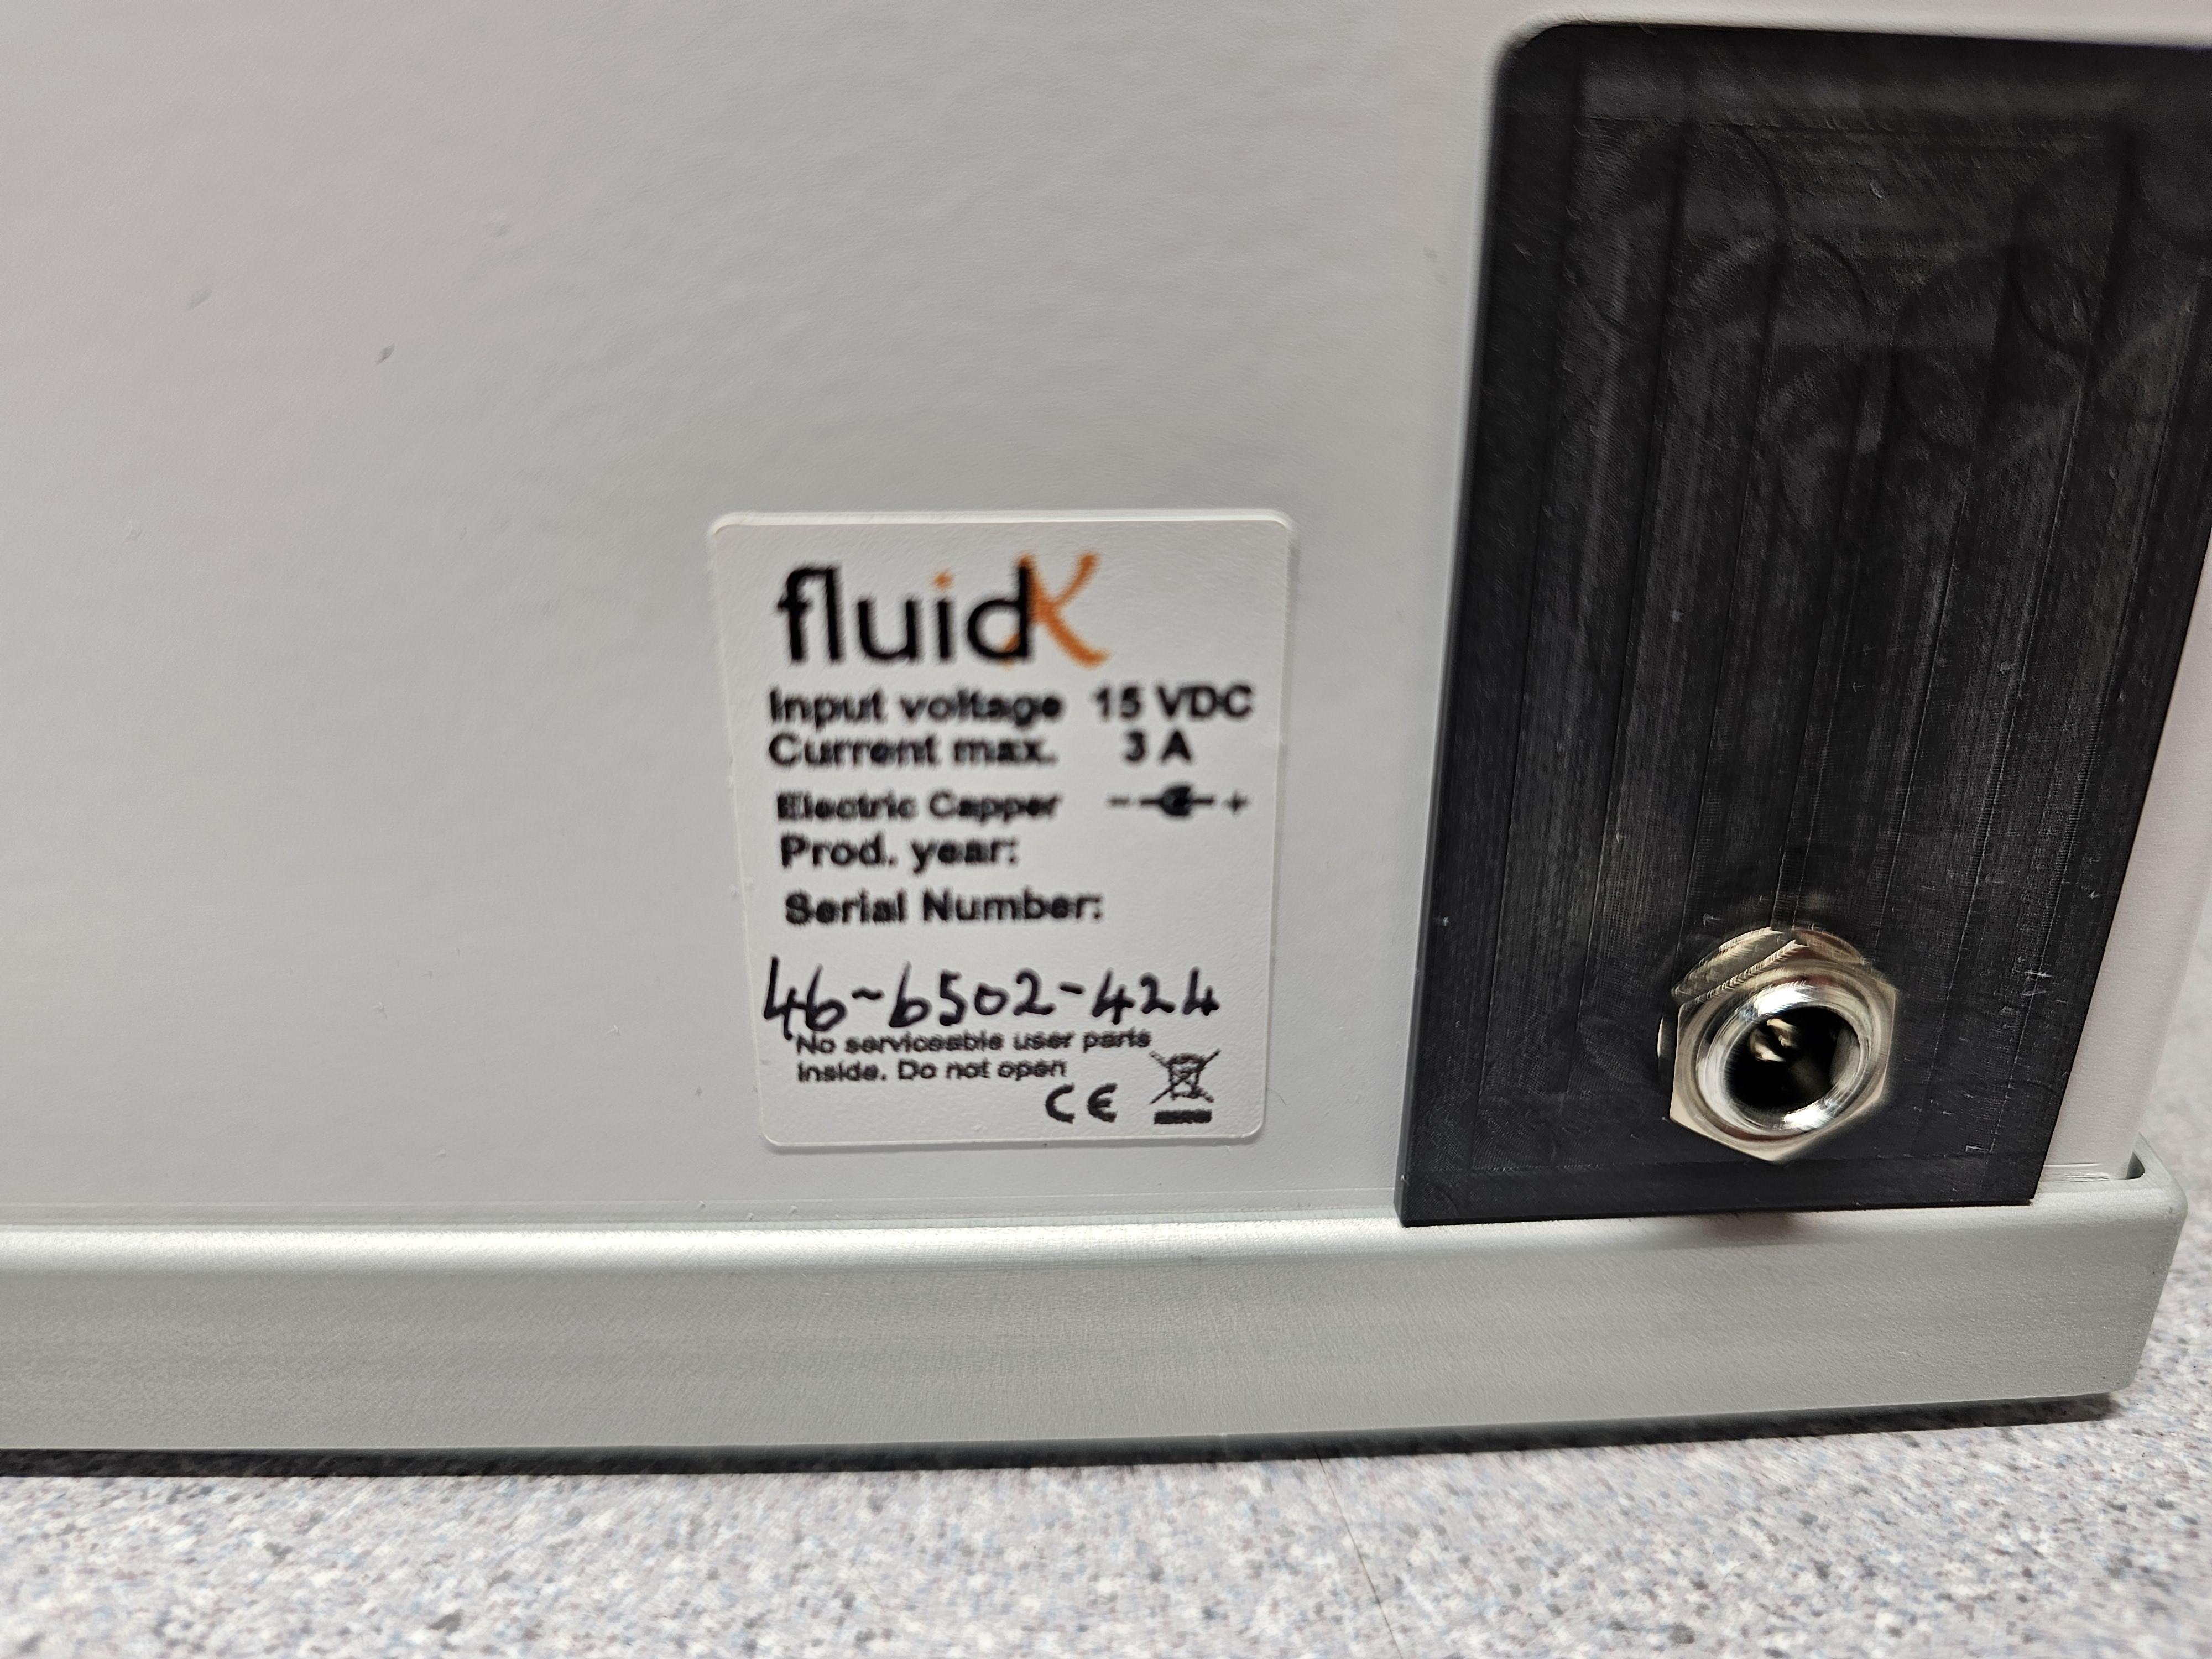 fluidX
Input voltage 15 VDC
Current max. 3 A
Electric Capper - +
Prod. year:
Serial Number:
46-6502-424
No serviceable user parts
inside. Do not open
CE